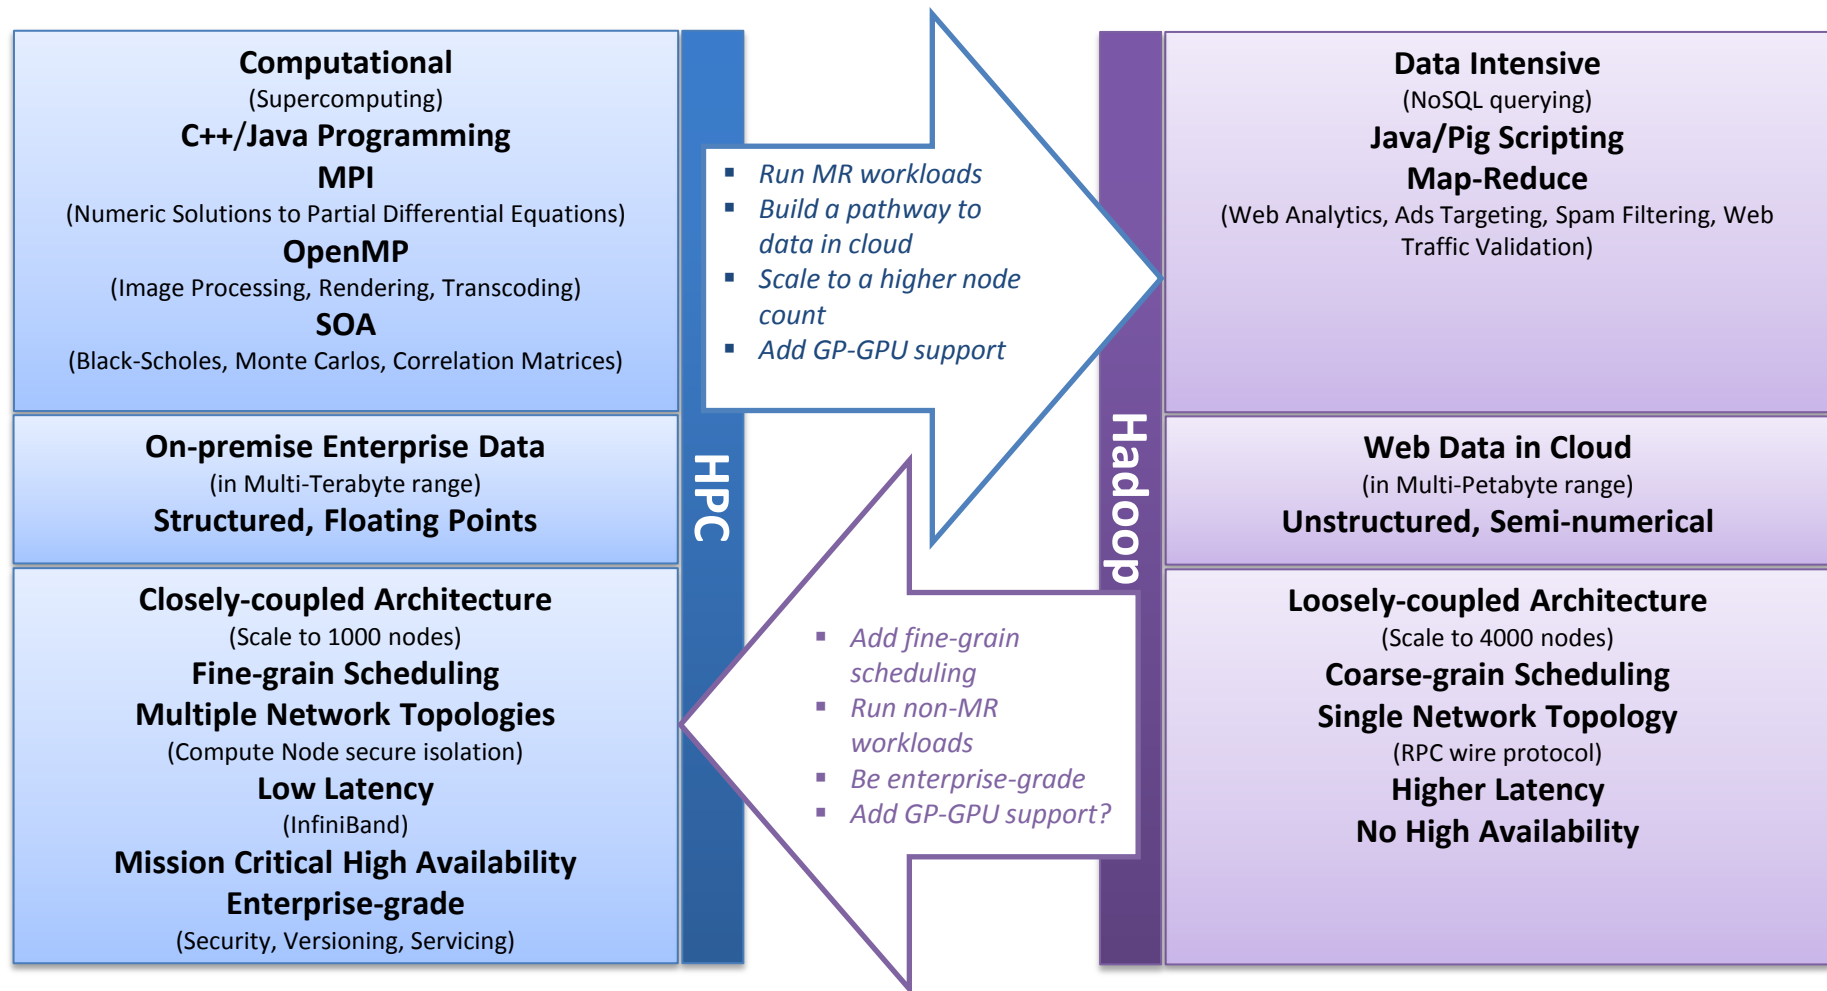 Computational
(Supercomputing)
C++/Java Programming
MPI
(Numeric Solutions to Partial Differential Equations)
OpenMP
(Image Processing, Rendering, Transcoding)
SOA
(Black-Scholes, Monte Carlos, Correlation Matrices)
On-premise Enterprise Data
(in Multi-Terabyte range)
Structured, Floating Points
Closely-coupled Architecture
(Scale to 1000 nodes)
Fine-grain Scheduling
Multiple Network Topologies
(Compute Node secure isolation)
Low Latency
(InfiniBand)
Mission Critical High Availability
Enterprise-grade
(Security, Versioning, Servicing)
HPC
▪ Run MR workloads
▪ Build a pathway to
data in cloud
▪ Scale to a higher node
count
▪ Add GP-GPU support
▪ Add fine-grain
scheduling
▪ Run non-MR
workloads
▪ Be enterprise-grade
▪ Add GP-GPU support?
Hadoop
Data Intensive
(NoSQL querying)
Java/Pig Scripting
Map-Reduce
(Web Analytics, Ads Targeting, Spam Filtering, Web
Traffic Validation)
Web Data in Cloud
(in Multi-Petabyte range)
Unstructured, Semi-numerical
Loosely-coupled Architecture
(Scale to 4000 nodes)
Coarse-grain Scheduling
Single Network Topology
(RPC wire protocol)
Higher Latency
No High Availability